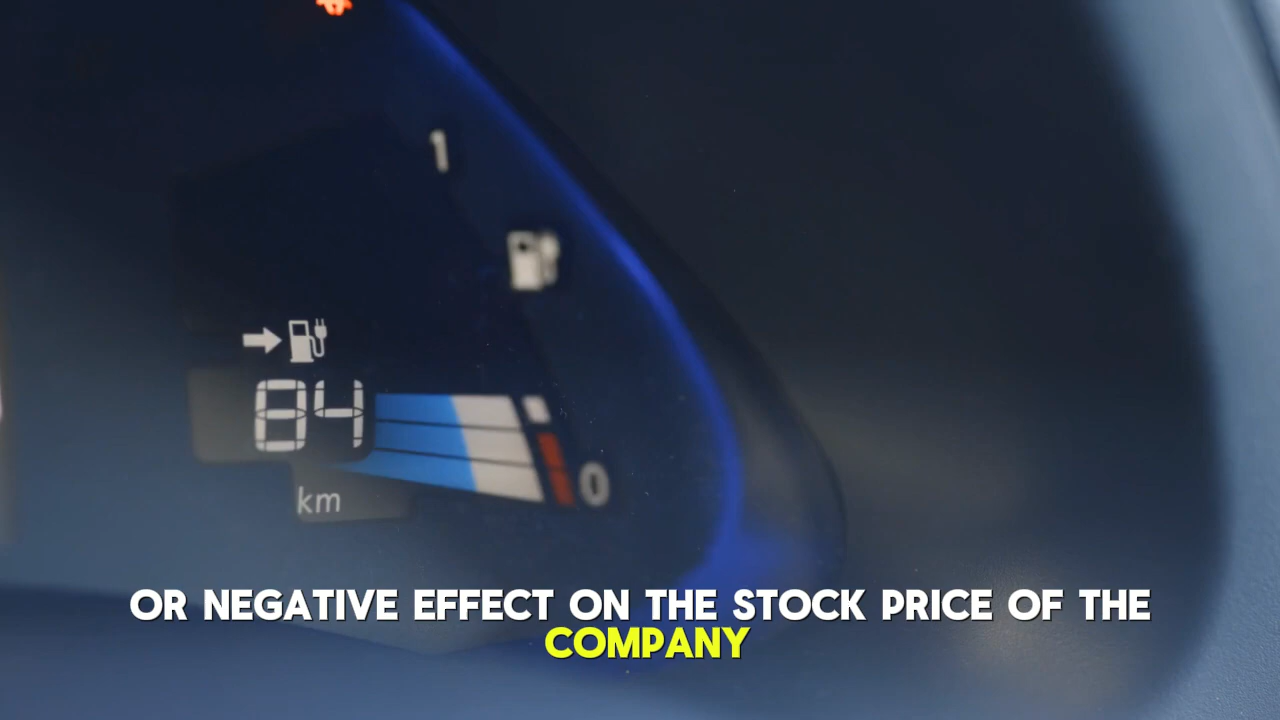 1
84
km
0
OR NEGATIVE EFFECT ON THE STOCK PRICE OF THE
COMPANY